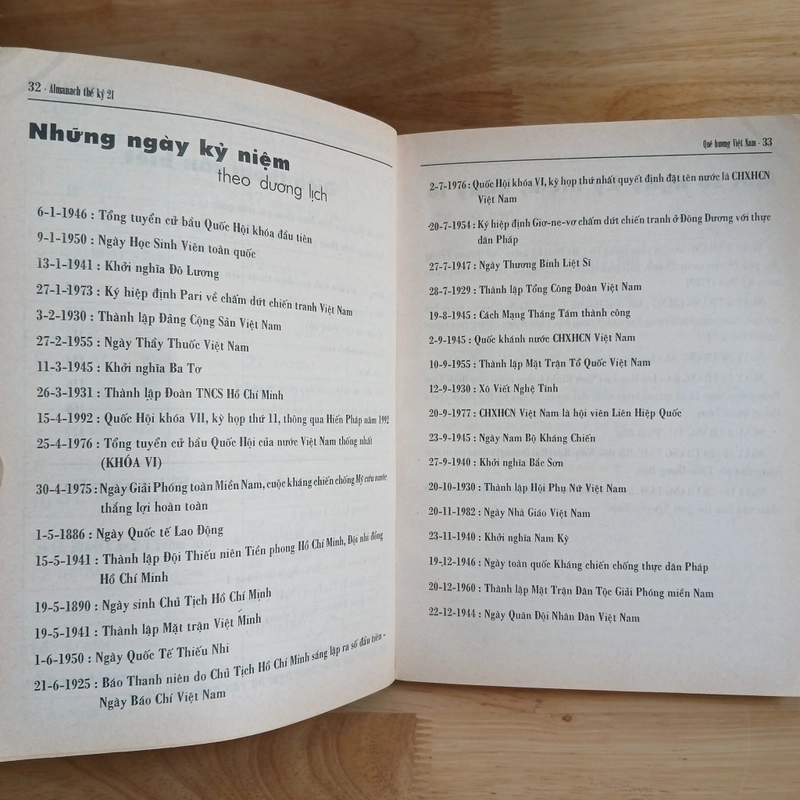 32 - Almanach thế kỷ 21
Những ngày kỷ niệm
theo dương lịch
6-1-1946 : Tổng tuyển cử bầu Quốc Hội khóa đầu tiên
9-1-1950 : Ngày Học Sinh Viên toàn quốc
13-1-1941 : Khởi nghĩa Đô Lương
27-1-1973 : Ký hiệp định Pari về chấm dứt chiến tranh Việt Nam
3-2-1930 : Thành lập Đảng Cộng Sản Việt Nam
27-2-1955 : Ngày Thầy Thuốc Việt Nam
11-3-1945 : Khởi nghĩa Ba Tơ
26-3-1931 : Thành lập Đoàn TNCS Hồ Chí Minh
15-4-1992 : Quốc Hội khóa VII, kỳ họp thứ 11, thông qua Hiến Pháp năm 1992
25-4-1976 : Tổng tuyển cử bầu Quốc Hội của nước Việt Nam thống nhất
(KHÓA VI)
30-4-1975 : Ngày Giải Phóng toàn Miền Nam, cuộc kháng chiến chống Mỹ cứu nước
thắng lợi hoàn toàn
1-5-1886 : Ngày Quốc tế Lao Động
15-5-1941 : Thành lập Đội Thiếu niên Tiền phong Hồ Chí Minh, Đội nhi đồng
Hồ Chí Minh
19-5-1890 : Ngày sinh Chủ Tịch Hồ Chí Minh
19-5-1941 : Thành lập Mặt trận Việt Minh
1-6-1950 : Ngày Quốc Tế Thiếu Nhi
21-6-1925 : Báo Thanh niên do Chủ Tịch Hồ Chí Minh sáng lập ra số đầu tiên -
Ngày Báo Chí Việt Nam
Quê hương Việt Nam - 33
2-7-1976 : Quốc Hội khóa VI, kỳ họp thứ nhất quyết định đặt tên nước là CHXHCN
Việt Nam
20-7-1954 : Ký hiệp định Giơ-ne-vơ chấm dứt chiến tranh ở Đông Dương với thực
dân Pháp
27-7-1947 : Ngày Thương Binh Liệt Sĩ
28-7-1929 : Thành lập Tổng Công Đoàn Việt Nam
19-8-1945 : Cách Mạng Tháng Tám thành công
2-9-1945 : Quốc khánh nước CHXHCN Việt Nam
10-9-1955 : Thành lập Mặt Trận Tổ Quốc Việt Nam
12-9-1930 : Xô Viết Nghệ Tĩnh
20-9-1977 : CHXHCN Việt Nam là hội viên Liên Hiệp Quốc
23-9-1945 : Ngày Nam Bộ Kháng Chiến
27-9-1940 : Khởi nghĩa Bắc Sơn
20-10-1930 : Thành lập Hội Phụ Nữ Việt Nam
20-11-1982 : Ngày Nhà Giáo Việt Nam
23-11-1940 : Khởi nghĩa Nam Kỳ
19-12-1946 : Ngày toàn quốc Kháng chiến chống thực dân Pháp
20-12-1960 : Thành lập Mặt Trận Dân Tộc Giải Phóng miền Nam
22-12-1944 : Ngày Quân Đội Nhân Dân Việt Nam